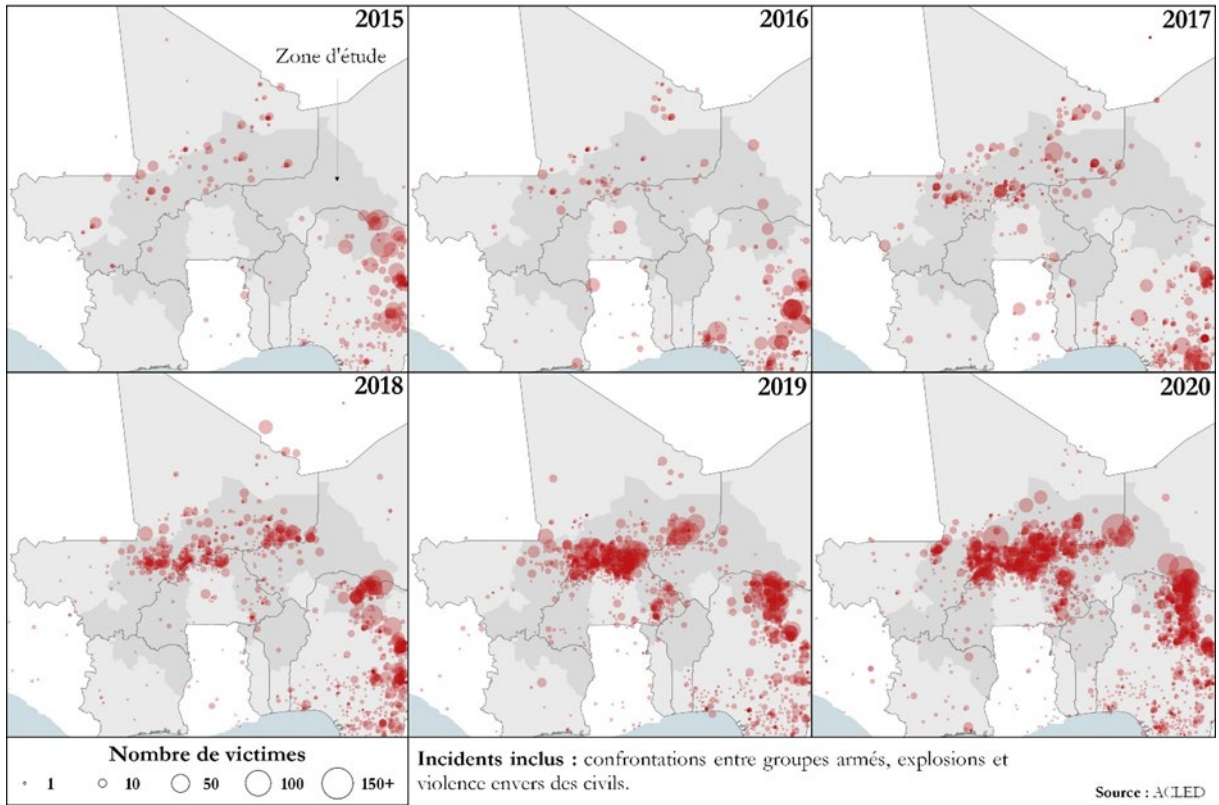 2015
Zone d'étude
2016
2017
2018
2019
2020
Nombre de victimes
1 10 50 100 150+
Incidents inclus : confrontations entre groupes armés, explosions et
violence envers des civils.
Source : ACLED